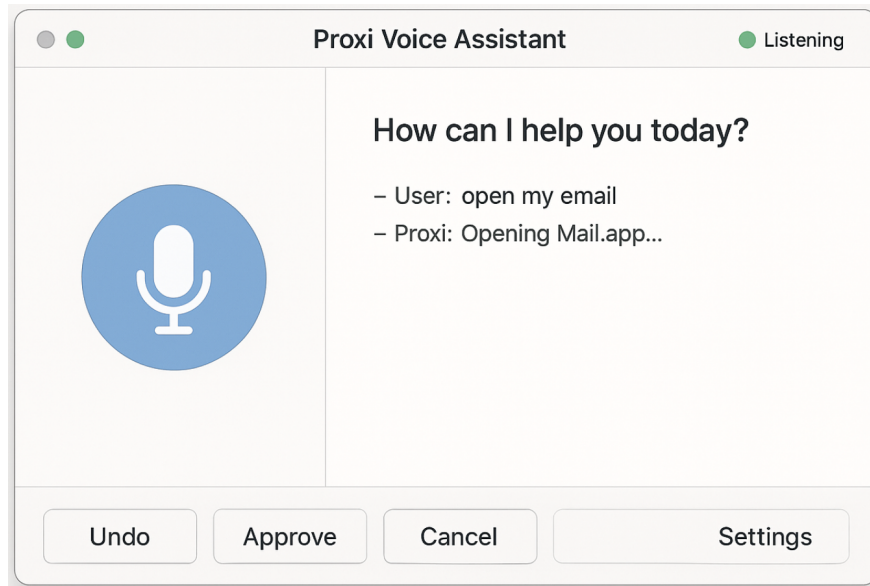 Proxi Voice Assistant
Listening
How can I help you today?
– User: open my email
– Proxi: Opening Mail.app...
Undo
Approve
Cancel
Settings